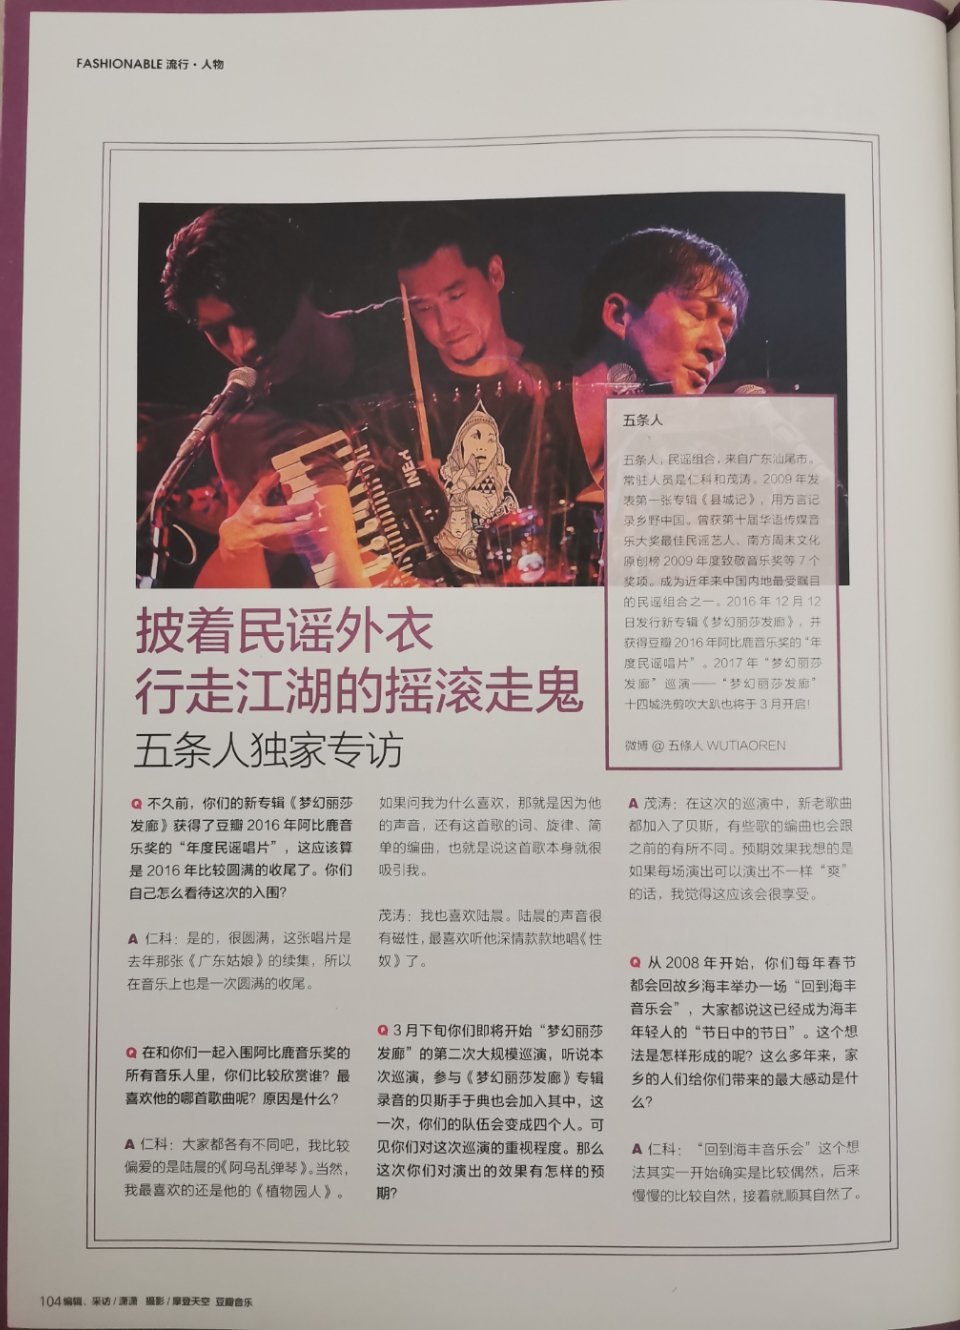 FASHIONABLE 流行·人物
NE-1
五条人
五条人，民谣组合，来自广东汕尾市。
常驻人员是仁科和茂涛。2009 年发
表第一张专辑《县城记》，用方言记
录乡野中国。曾获第十届华语传媒音
乐大奖最佳民谣艺人、南方周末文化
原创榜 2009 年度致敬音乐奖等 7 个
奖项。成为近年来中国内地最受瞩目
的民谣组合之一。2016 年 12 月 12
日发行新专辑《梦幻丽莎发廊》，并
获得豆瓣 2016 年阿比鹿音乐奖的“年
度民谣唱片”。2017 年“梦幻丽莎
发廊”巡演——“梦幻丽莎发廊”
十四城洗剪吹大趴也将于 3 月开启！
微博 @ 五條人 WUTIAOREN
披着民谣外衣
行走江湖的摇滚走鬼
五条人独家专访
Q 不久前，你们的新专辑《梦幻丽莎
发廊》获得了豆瓣 2016 年阿比鹿音
乐奖的“年度民谣唱片”，这应该算
是 2016 年比较圆满的收尾了。你们
自己怎么看待这次的入围？
A 仁科：是的，很圆满，这张唱片是
去年那张《广东姑娘》的续集，所以
在音乐上也是一次圆满的收尾。
Q 在和你们一起入围阿比鹿音乐奖的
所有音乐人里，你们比较欣赏谁？最
喜欢他的哪首歌曲呢？原因是什么？
A 仁科：大家都各有不同吧，我比较
偏爱的是陆晨的《阿乌乱弹琴》。当然，
我最喜欢的还是他的《植物园人》。
如果问我为什么喜欢，那就是因为他
的声音，还有这首歌的词、旋律、简
单的编曲，也就是说这首歌本身就很
吸引我。
茂涛：我也喜欢陆晨。陆晨的声音很
有磁性，最喜欢听他深情款款地唱《性
奴》了。
Q 3 月下旬你们即将开始“梦幻丽莎
发廊”的第二次大规模巡演，听说本
次巡演，参与《梦幻丽莎发廊》专辑
录音的贝斯手于典也会加入其中，这
一次，你们的队伍会变成四个人。可
见你们对这次巡演的重视程度。那么
这次你们对演出的效果有怎样的预
期？
A 茂涛：在这次的巡演中，新老歌曲
都加入了贝斯，有些歌的编曲也会跟
之前的有所不同。预期效果我想的是
如果每场演出可以演出不一样“爽”
的话，我觉得这应该会很享受。
Q 从 2008 年开始，你们每年春节
都会回故乡海丰举办一场“回到海丰
音乐会”，大家都说这已经成为海丰
年轻人的“节日中的节日”。这个想
法是怎样形成的呢？这么多年来，家
乡的人们给你们带来的最大感动是什
么？
A 仁科：“回到海丰音乐会”这个想
法其实一开始确实是比较偶然，后来
慢慢的比较自然，接着就顺其自然了。
104 编辑、采访 / 潇潇 摄影 / 摩登天空 豆瓣音乐